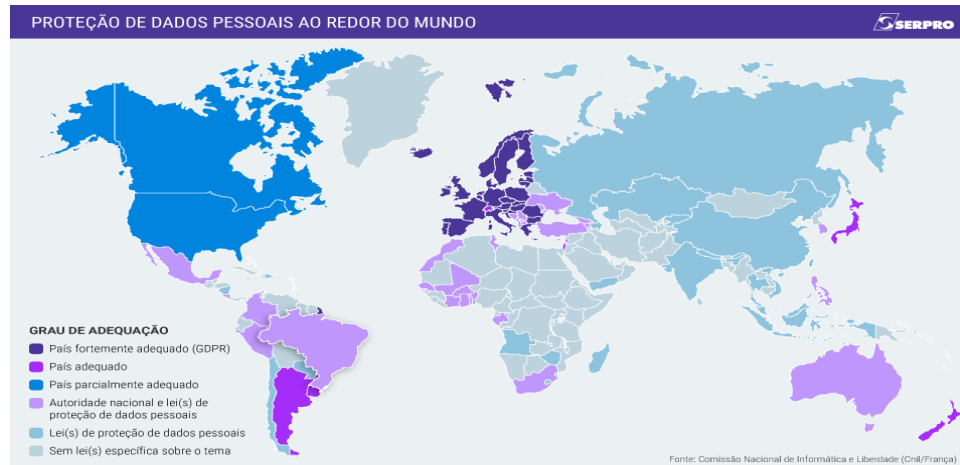 PROTEÇÃO DE DADOS PESSOAIS AO REDOR DO MUNDO
SERPRO
GRAU DE ADEQUAÇÃO
País fortemente adequado (GDPR)
País adequado
País parcialmente adequado
Autoridade nacional e lei(s) de
proteção de dados pessoais
Lei(s) de proteção de dados pessoais
Sem lei(s) específica sobre o tema
Fonte: Comissão Nacional de Informática e Liberdade (Cnil/França)